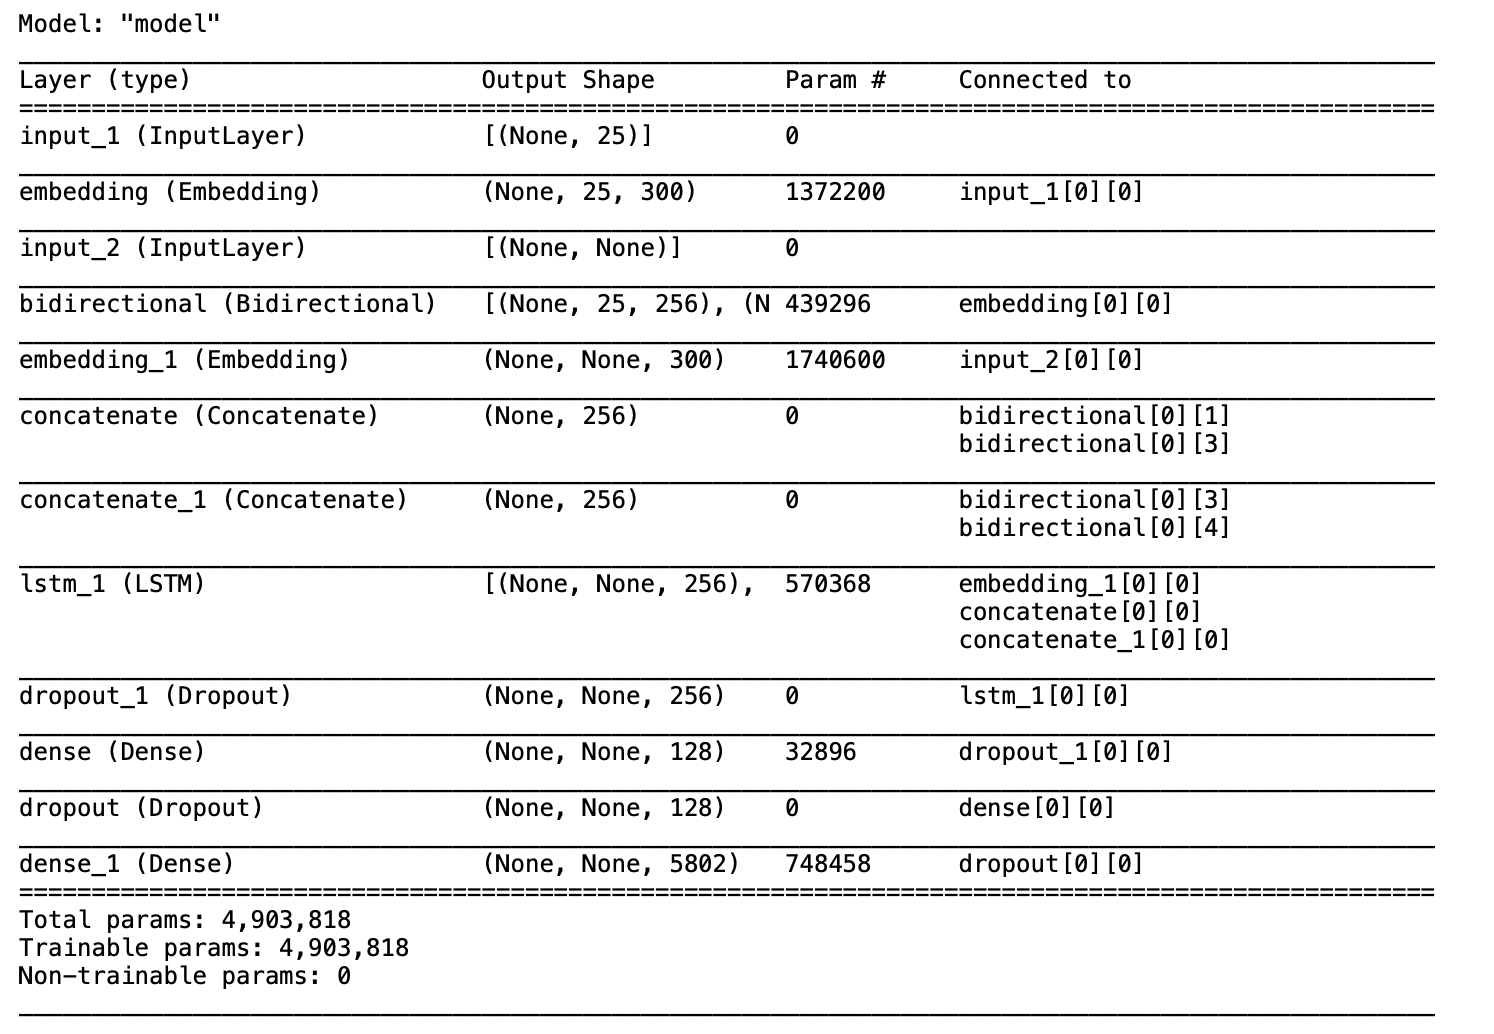 Model: "model"
Layer (type) Output Shape Param # Connected to
input_1 (InputLayer) [(None, 25)] 0
embedding (Embedding) (None, 25, 300) 1372200 input_1[0][0]
input_2 (InputLayer) [(None, None)] 0
bidirectional (Bidirectional) [(None, 25, 256), (N 439296 embedding[0][0]
embedding_1 (Embedding) (None, None, 300) 1740600 input_2[0][0]
concatenate (Concatenate) (None, 256) 0 bidirectional[0][1]
bidirectional[0][3]
concatenate_1 (Concatenate) (None, 256) 0 bidirectional[0][3]
bidirectional[0][4]
lstm_1 (LSTM) [(None, None, 256), 570368 embedding_1[0][0]
concatenate[0][0]
concatenate_1[0][0]
dropout_1 (Dropout) (None, None, 256) 0 lstm_1[0][0]
dense (Dense) (None, None, 128) 32896 dropout_1[0][0]
dropout (Dropout) (None, None, 128) 0 dense[0][0]
dense_1 (Dense) (None, None, 5802) 748458 dropout[0][0]
Total params: 4,903,818
Trainable params: 4,903,818
Non-trainable params: 0